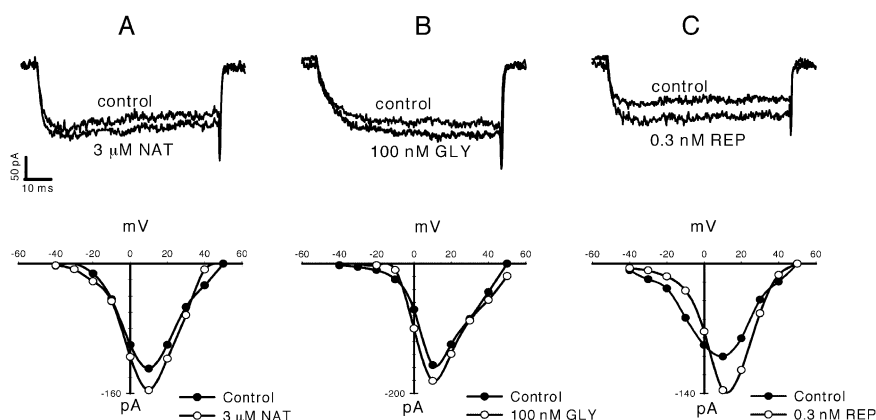 A B C
control control control
3 µM NAT 100 nM GLY 0.3 nM REP
50 pA
10 ms
mV mV mV
-60 -40 -20 0 20 40 60 -60 -40 -20 0 20 40 60 -60 -40 -20 0 20 40 60
-160 -200 -140
pA pA pA
Control Control Control
3 µM NAT 100 nM GLY 0.3 nM REP